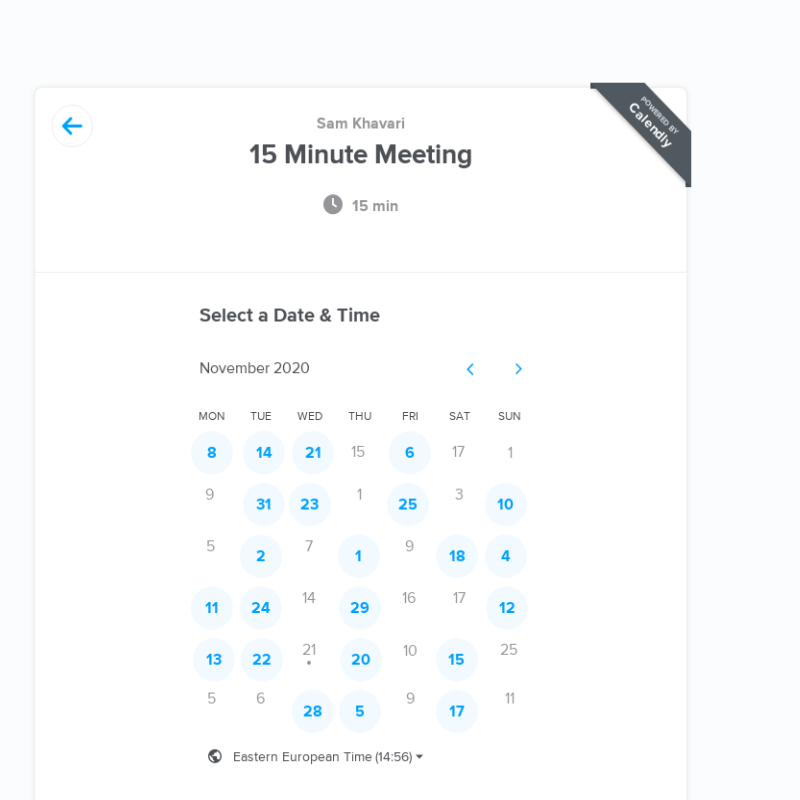 POWERED BY
Calendly
Sam Khavari
15 Minute Meeting
15 min
Select a Date & Time
November 2020
MON TUE WED THU FRI SAT SUN
8 14 21 15 6 17 1
9 31 23 1 25 3 10
5 2 7 1 9 18 4
11 24 14 29 16 17 12
13 22 21 20 10 15 25
5 6 28 5 9 17 11
Eastern European Time (14:56)